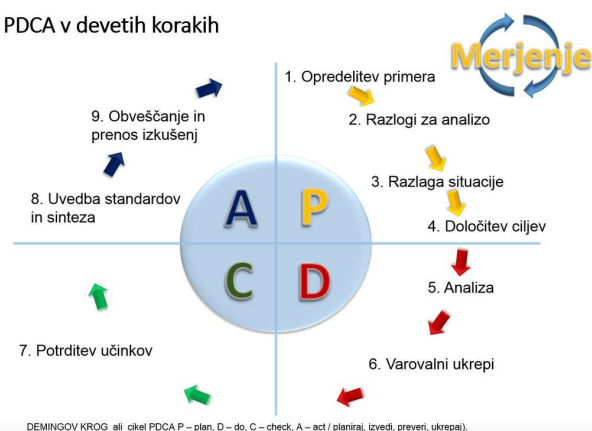 PDCA v devetih korakih
Merjenje
1. Opredelitev primera
2. Razlogi za analizo
3. Razlaga situacije
4. Določitev ciljev
5. Analiza
6. Varovalni ukrepi
7. Potrditev učinkov
8. Uvedba standardov
in sinteza
9. Obveščanje in
prenos izkušenj
A P
C D
DEMINGOV KROG ali cikel PDCA P – plan, D – do, C – check, A – act / planiraj, izvedi, preveri, ukrepaj).